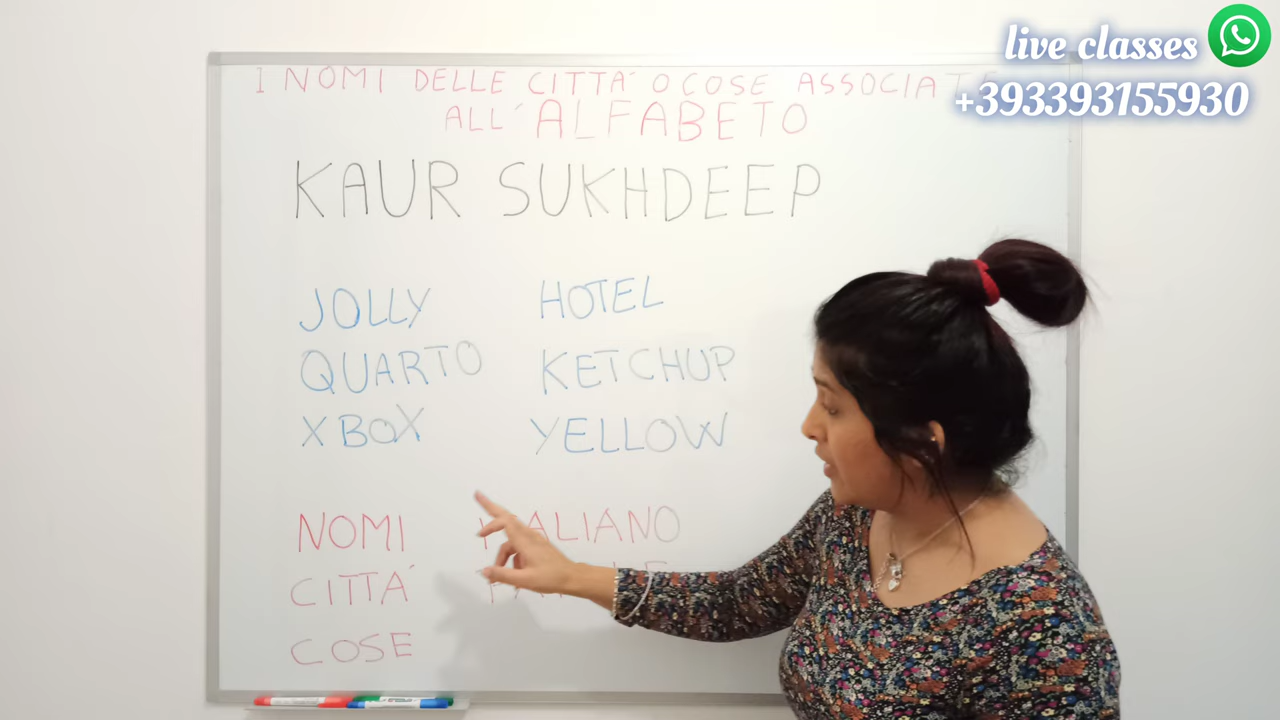 live classes
+393393155930
I NOMI DELLE CITTÀ O COSE ASSOCIATE
ALL'ALFABETO
KAUR SUKHDEEP
JOLLY HOTEL
QUARTO KETCHUP
XBOX YELLOW
NOMI
CITTÀ
COSE